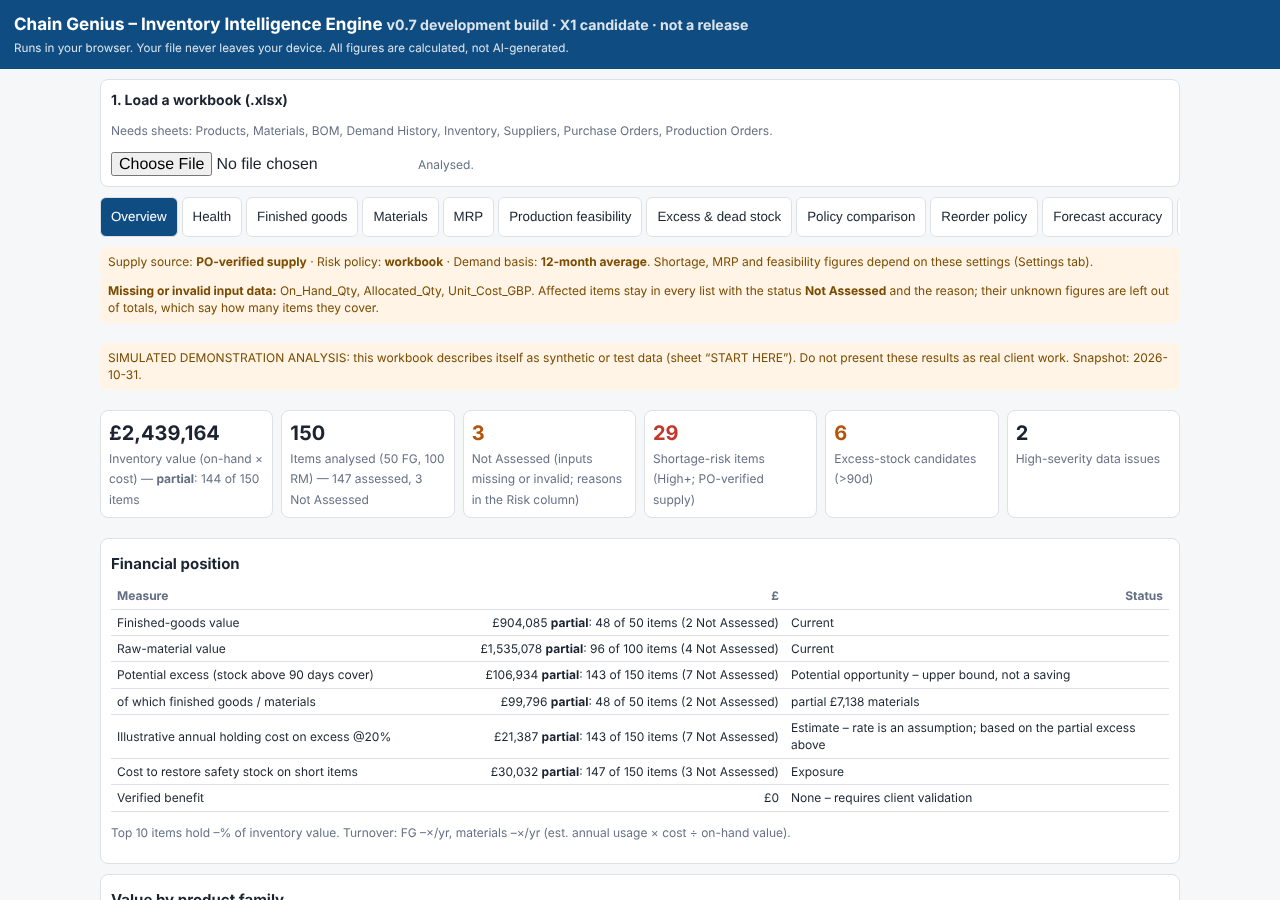 Chain Genius – Inventory Intelligence Engine v0.7 development build · X1 candidate · not a release
Runs in your browser. Your file never leaves your device. All figures are calculated, not AI-generated.
1. Load a workbook (.xlsx)
Needs sheets: Products, Materials, BOM, Demand History, Inventory, Suppliers, Purchase Orders, Production Orders.
Choose File No file chosen Analysed.
Overview Health Finished goods Materials MRP Production feasibility Excess & dead stock Policy comparison Reorder policy Forecast accuracy
Supply source: PO-verified supply · Risk policy: workbook · Demand basis: 12-month average. Shortage, MRP and feasibility figures depend on these settings (Settings tab).
Missing or invalid input data: On_Hand_Qty, Allocated_Qty, Unit_Cost_GBP. Affected items stay in every list with the status Not Assessed and the reason; their unknown figures are left out
of totals, which say how many items they cover.
SIMULATED DEMONSTRATION ANALYSIS: this workbook describes itself as synthetic or test data (sheet “START HERE”). Do not present these results as real client work. Snapshot: 2026-
10-31.
£2,439,164
Inventory value (on-hand ×
cost) — partial: 144 of 150
items
150
Items analysed (50 FG, 100
RM) — 147 assessed, 3
Not Assessed
3
Not Assessed (inputs
missing or invalid; reasons
in the Risk column)
29
Shortage-risk items
(High+; PO-verified
supply)
6
Excess-stock candidates
(>90d)
2
High-severity data issues
Financial position
Measure £ Status
Finished-goods value £904,085 partial: 48 of 50 items (2 Not Assessed) Current
Raw-material value £1,535,078 partial: 96 of 100 items (4 Not Assessed) Current
Potential excess (stock above 90 days cover) £106,934 partial: 143 of 150 items (7 Not Assessed) Potential opportunity – upper bound, not a saving
of which finished goods / materials £99,796 partial: 48 of 50 items (2 Not Assessed) partial £7,138 materials
Illustrative annual holding cost on excess @20% £21,387 partial: 143 of 150 items (7 Not Assessed) Estimate – rate is an assumption; based on the partial excess
above
Cost to restore safety stock on short items £30,032 partial: 147 of 150 items (3 Not Assessed) Exposure
Verified benefit £0 None – requires client validation
Top 10 items hold –% of inventory value. Turnover: FG –×/yr, materials –×/yr (est. annual usage × cost ÷ on-hand value).
Value by product family